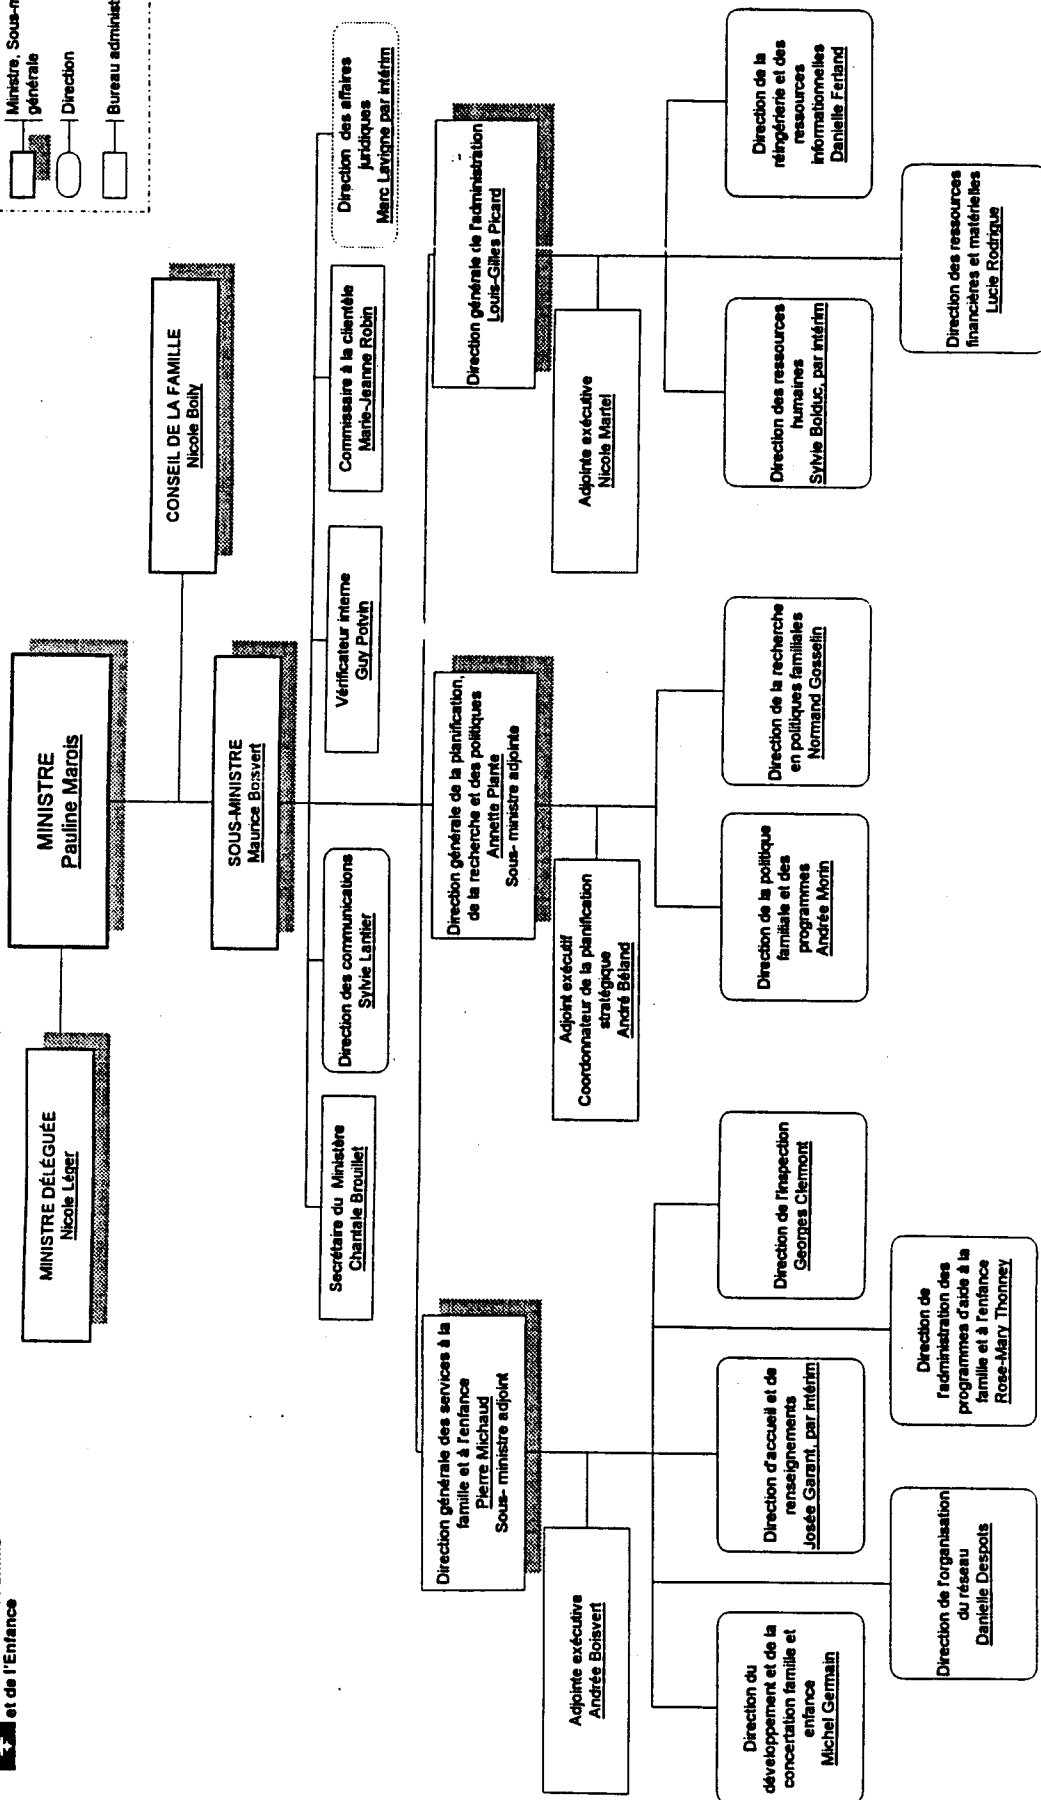 et de l'Enfance
Ministre, Sous-m
générale
Direction
Bureau administ
MINISTRE
Pauline Marois
MINISTRE DÉLÉGUÉE
Nicole Léger
CONSEIL DE LA FAMILLE
Nicole Boily
SOUS-MINISTRE
Maurice Boisvert
Secrétaire du Ministère
Chantale Brouillet
Direction des communications
Sylvie Lantier
Vérificateur interne
Guy Potvin
Commissaire à la clientèle
Marie-Jeanne Robin
Direction des affaires
juridiques
Marc Lavigne par intérim
Direction générale des services à la
famille et à l'enfance
Pierre Michaud
Sous- ministre adjoint
Direction générale de la planification,
de la recherche et des politiques
Annette Plante
Sous- ministre adjointe
Direction générale de l'administration
Louis-Gilles Picard
Adjointe exécutive
Andrée Boisvert
Adjoint exécutif
Coordonnateur de la planification
stratégique
André Béland
Adjointe exécutive
Nicole Martel
Direction du
développement et de la
concertation famille et
enfance
Michel Germain
Direction d'accueil et de
renseignements
Josée Garant, par intérim
Direction de l'inspection
Georges Clermont
Direction de la politique
familiale et des
programmes
Andrée Morin
Direction de la recherche
en politiques familiales
Normand Gosselin
Direction des ressources
humaines
Sylvie Bolduc, par intérim
Direction de la
réingénierie et des
ressources
informationnelles
Danielle Ferland
Direction de l'organisation
du réseau
Danielle Despots
Direction de
l'administration des
programmes d'aide à la
famille et à l'enfance
Rose-Mary Thonney
Direction des ressources
financières et matérielles
Lucie Rodrigue